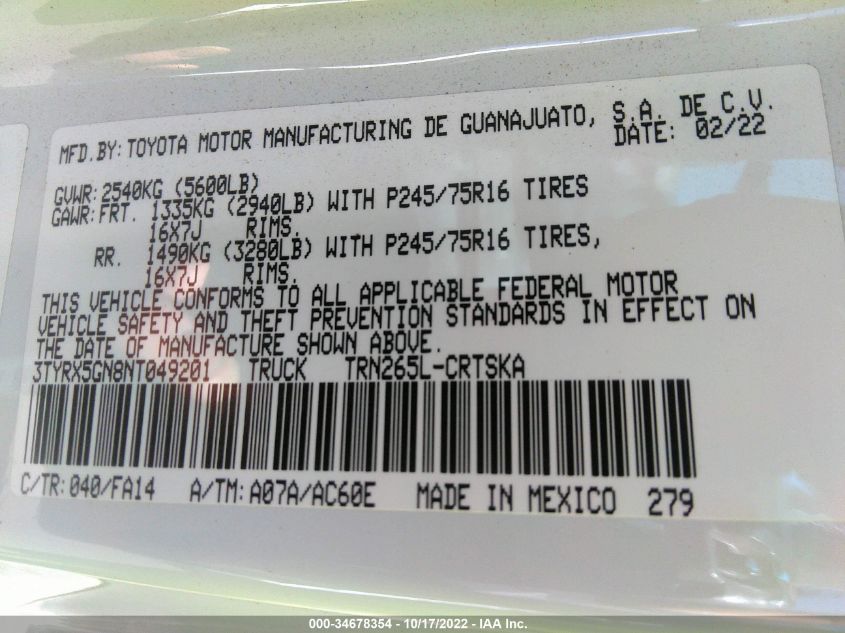 MFD.BY: TOYOTA MOTOR MANUFACTURING DE GUANAJUATO, S.A. DE C.V.
DATE: 02/22
GVWR: 2540KG (5600LB)
GAWR: FRT. 1335KG (2940LB) WITH P245/75R16 TIRES
16X7J RIMS,
RR. 1490KG (3280LB) WITH P245/75R16 TIRES,
16X7J RIMS,
THIS VEHICLE CONFORMS TO ALL APPLICABLE FEDERAL MOTOR
VEHICLE SAFETY AND THEFT PREVENTION STANDARDS IN EFFECT ON
THE DATE OF MANUFACTURE SHOWN ABOVE.
3TYRX5GN8NT049201 TRUCK TRN265L-CRTSKA
C/TR: 040/FA14 A/TM: A07A/AC60E MADE IN MEXICO 279
000-34678354 - 10/17/2022 - IAA Inc.